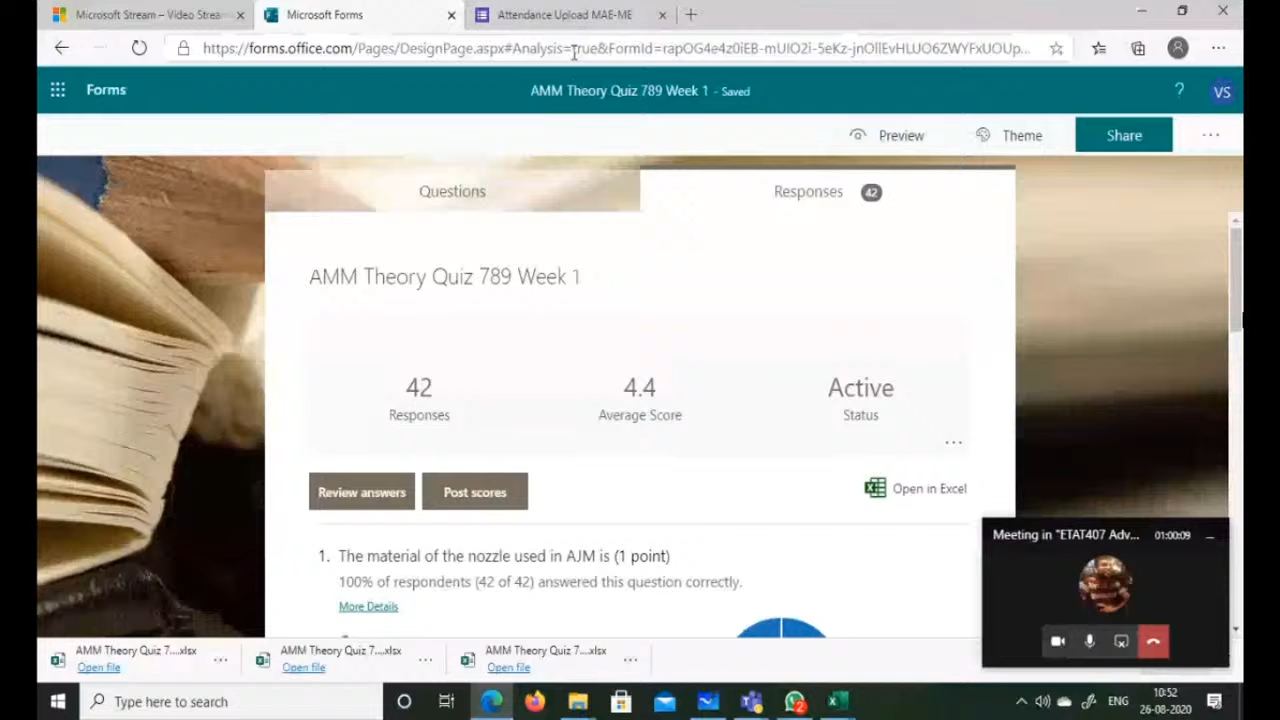 Microsoft Stream – Video Strean
Microsoft Forms
Attendance Upload MAE-ME
https://forms.office.com/Pages/DesignPage.aspx#Analysis=true&FormId=rapOG4e4z0iEB-mUIO2i-5eKz-jnOllEvHLUO6ZWYFxUOUp...
Forms
AMM Theory Quiz 789 Week 1 - Saved
?
VS
Preview
Theme
Share
Questions
Responses 42
AMM Theory Quiz 789 Week 1
42
4.4
Active
Responses
Average Score
Status
Review answers
Post scores
Open in Excel
1. The material of the nozzle used in AJM is (1 point)
100% of respondents (42 of 42) answered this question correctly.
More Details
Meeting in "ETAT407 Adv...
01:00:09
AMM Theory Quiz 7....xlsx
Open file
AMM Theory Quiz 7....xlsx
Open file
AMM Theory Quiz 7....xlsx
Open file
Type here to search
2
ENG
10:52
26-08-2020